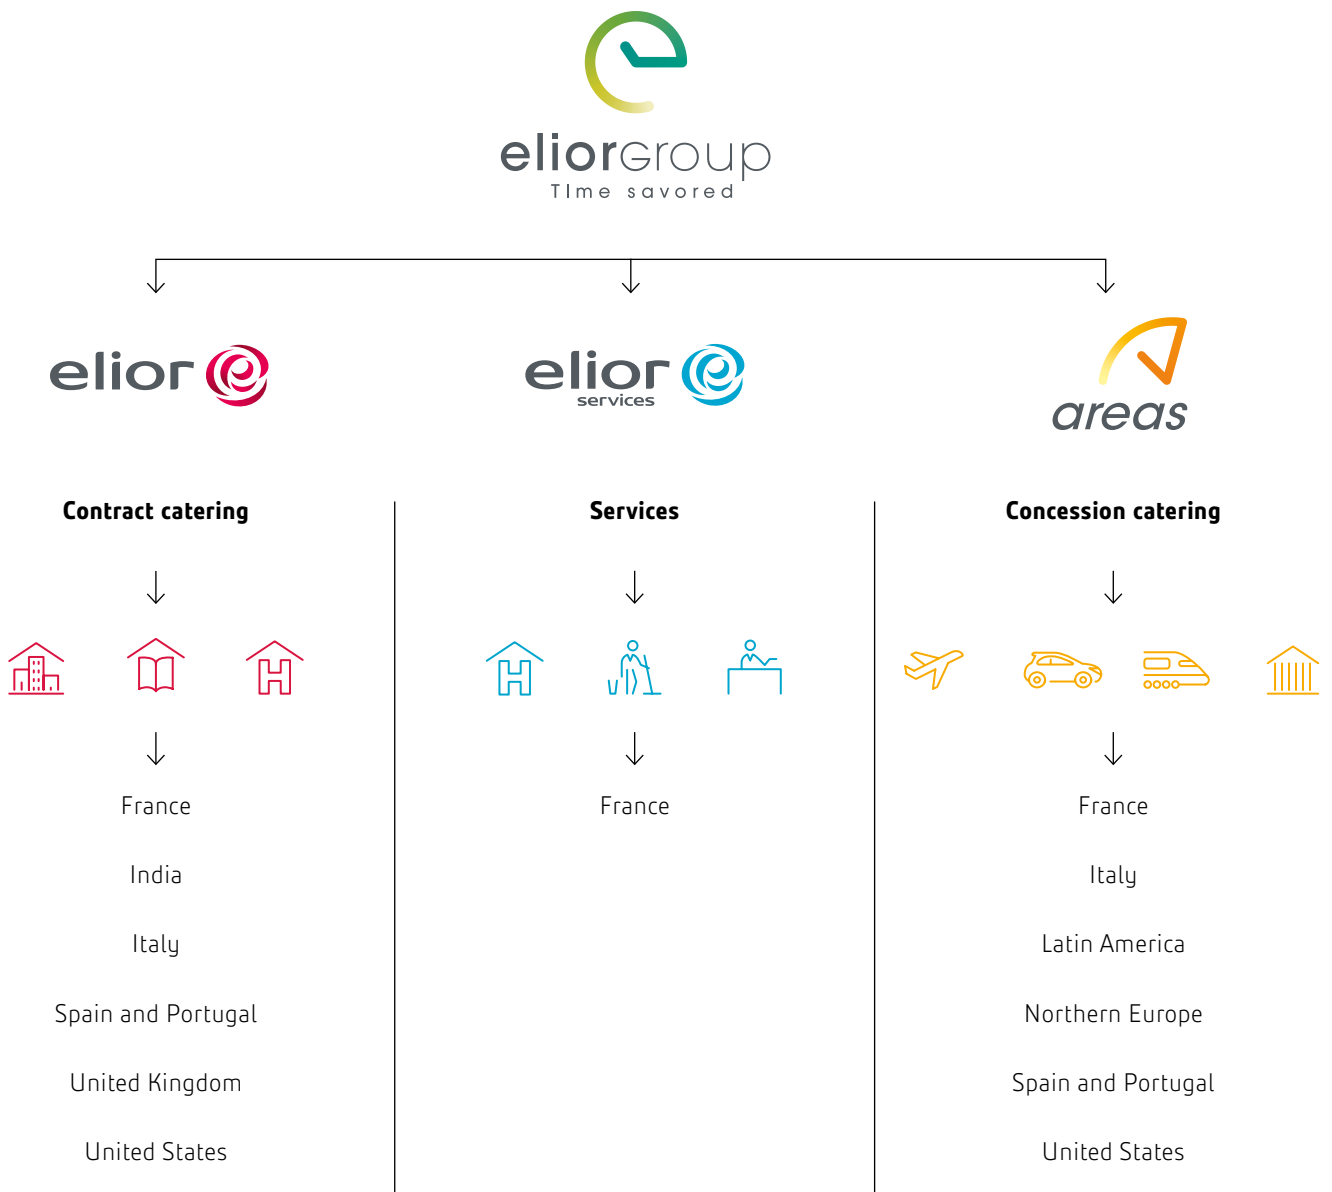 eliorGroup
TIme savored
elior
elior
services
areas
Contract catering
Services
Concession catering
H
H
France
France
France
India
Italy
Italy
Latin America
Spain and Portugal
Northern Europe
United Kingdom
Spain and Portugal
United States
United States